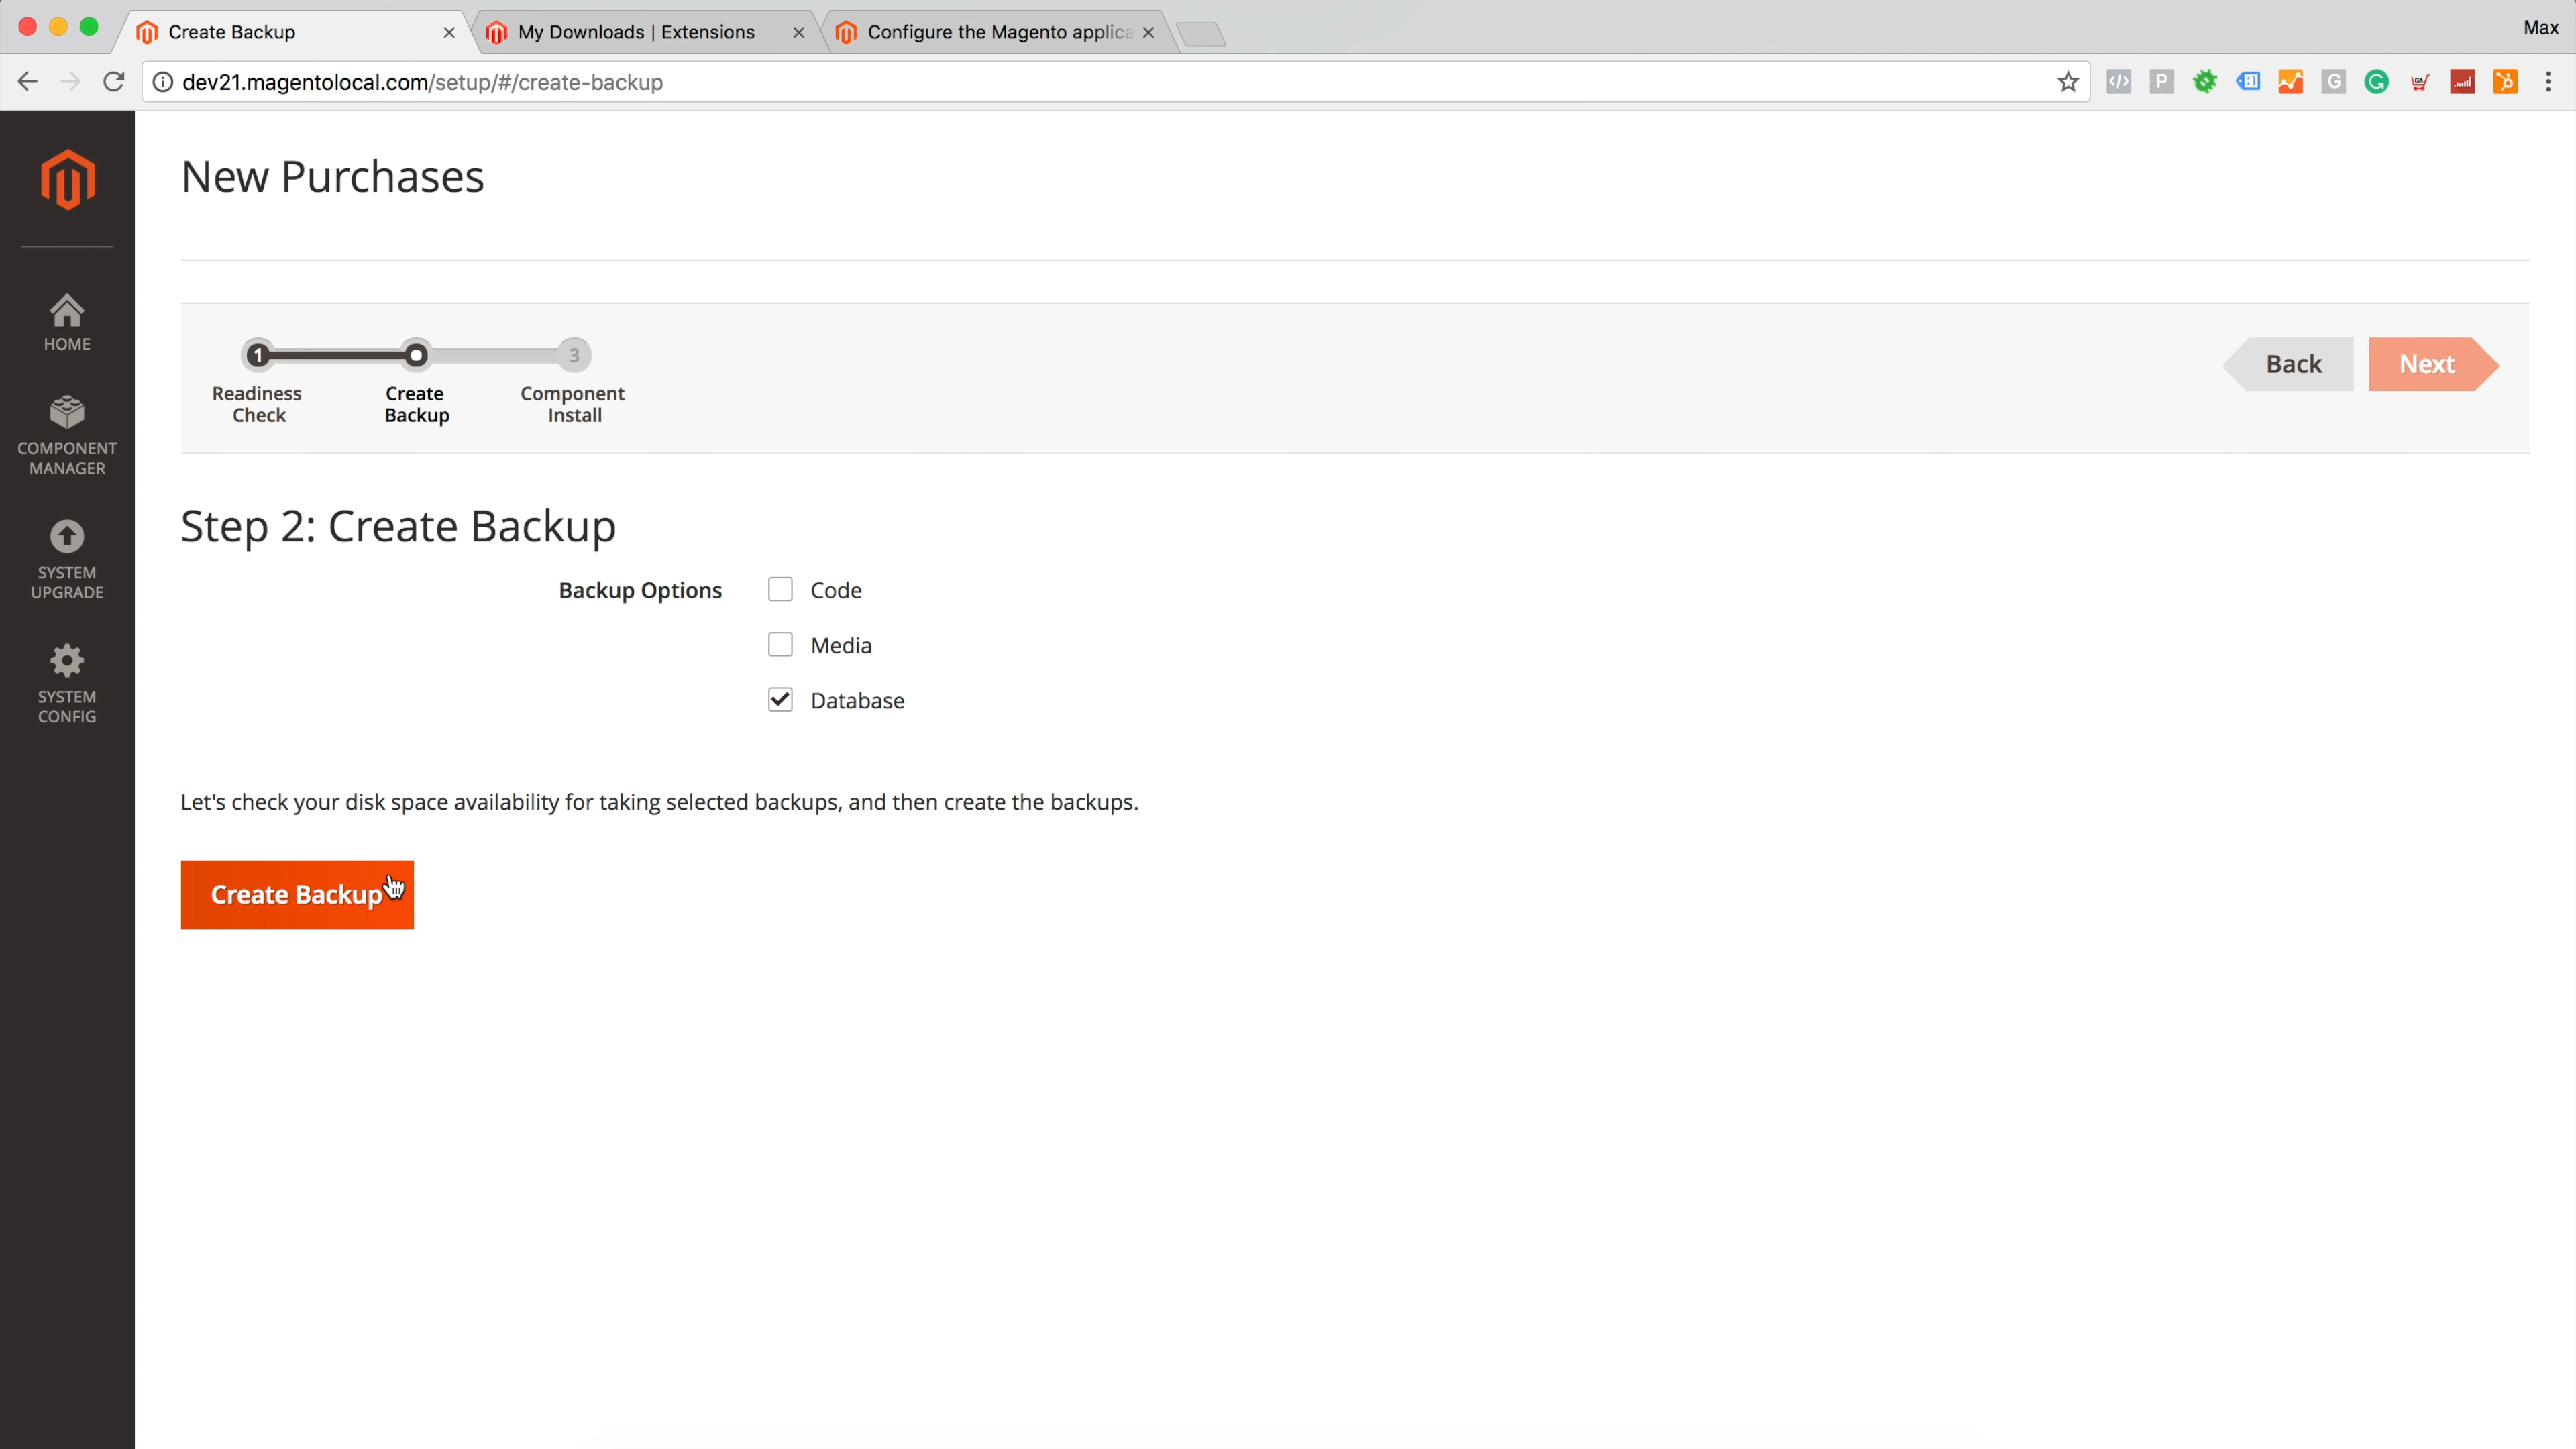 Create Backup
My Downloads | Extensions
Configure the Magento applica
Max
dev21.magentolocal.com/setup/#/create-backup
New Purchases
HOME
COMPONENT
MANAGER
SYSTEM
UPGRADE
SYSTEM
CONFIG
1
3
Readiness
Check
Create
Backup
Component
Install
Back
Next
Step 2: Create Backup
Backup Options
Code
Media
Database
Let's check your disk space availability for taking selected backups, and then create the backups.
Create Backup